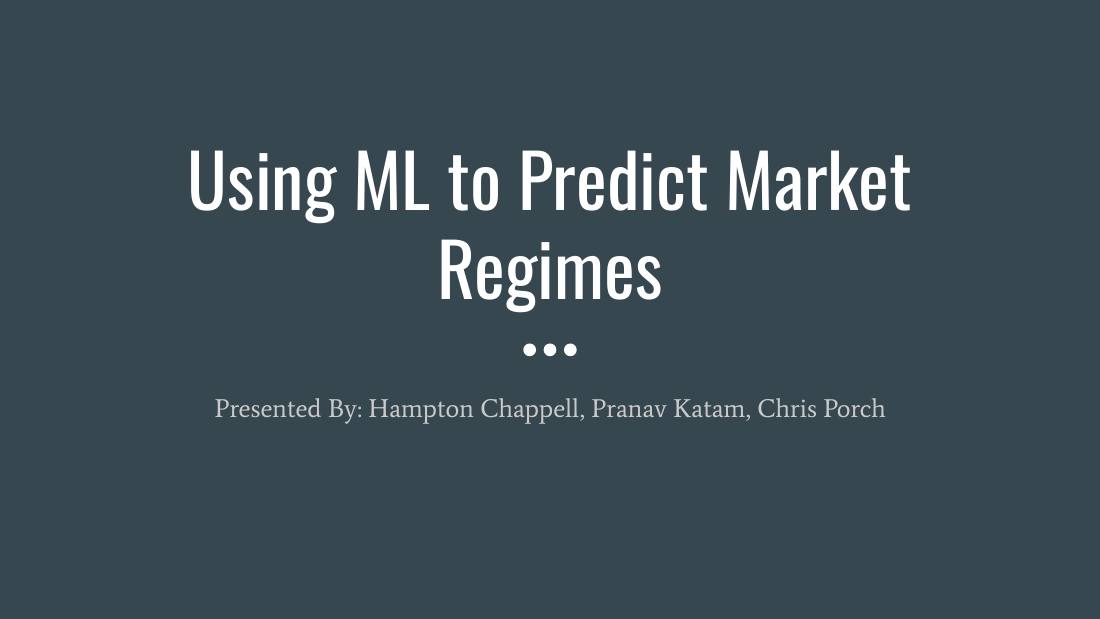 Using ML to Predict Market
Regimes
Presented By: Hampton Chappell, Pranav Katam, Chris Porch